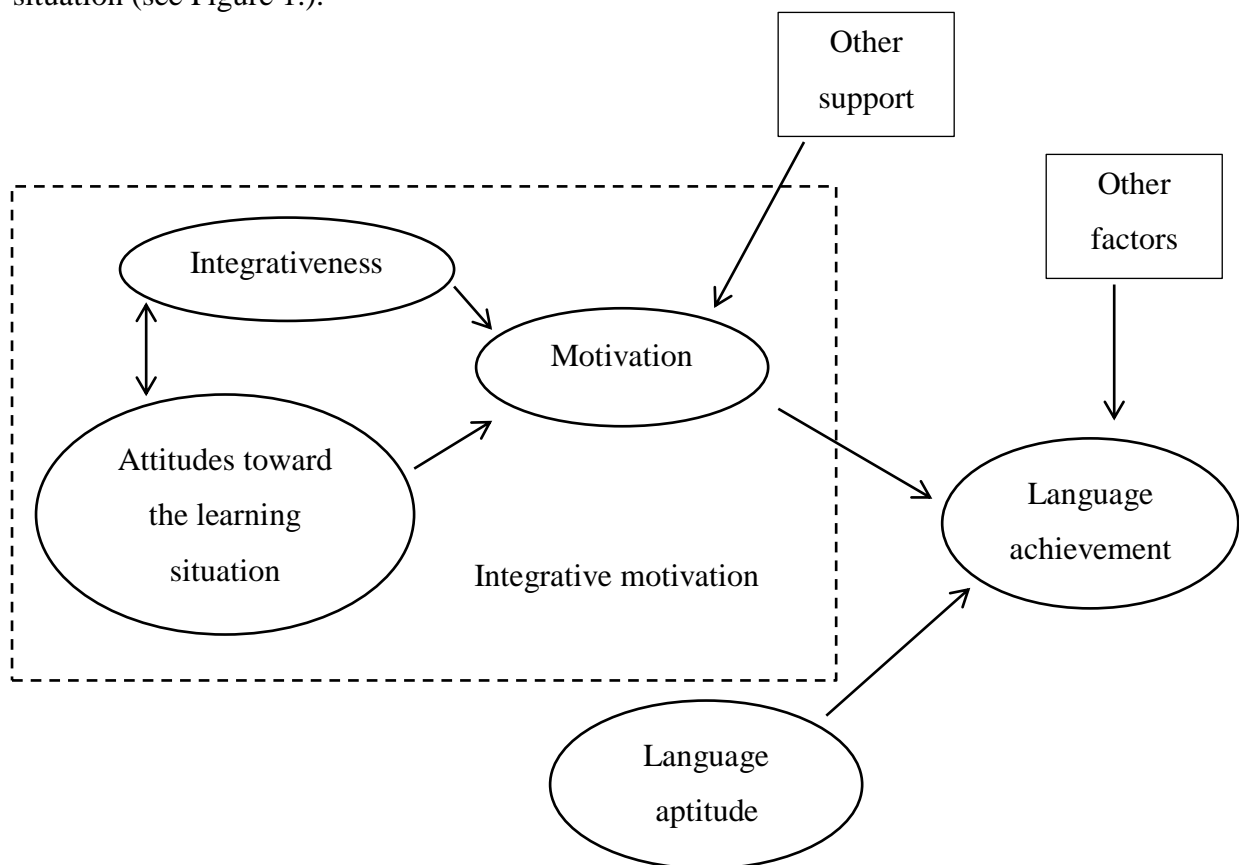 situation (see Figure 1.).
Other
support
Other
factors
Integrativeness
Motivation
Attitudes toward
the learning
situation
Language
achievement
Integrative motivation
Language
aptitude